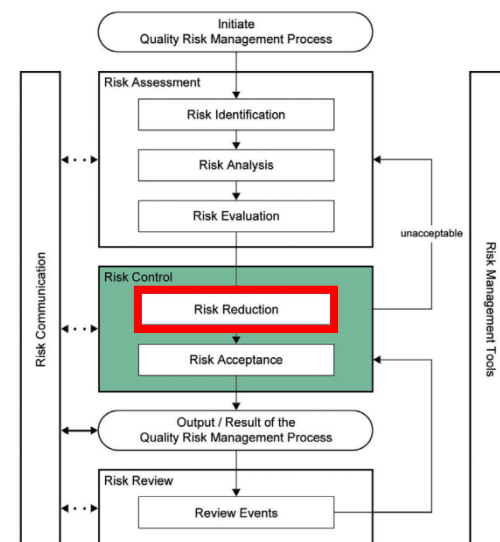 Initiate
Quality Risk Management Process
Risk Assessment
Risk Identification
Risk Analysis
Risk Evaluation
unacceptable
Risk Communication
Risk Management Tools
Risk Control
Risk Reduction
Risk Acceptance
Output / Result of the
Quality Risk Management Process
Risk Review
Review Events